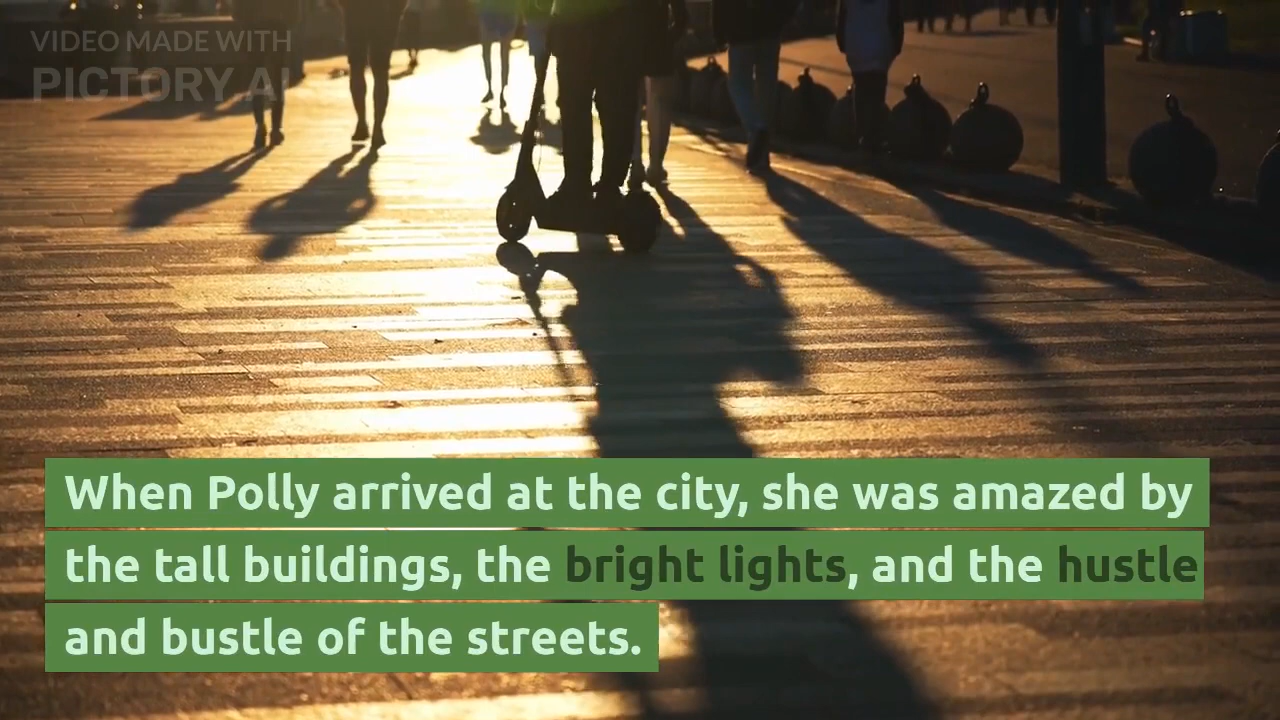 VIDEO MADE WITH
PICTORY.AI
When Polly arrived at the city, she was amazed by
the tall buildings, the bright lights, and the hustle
and bustle of the streets.